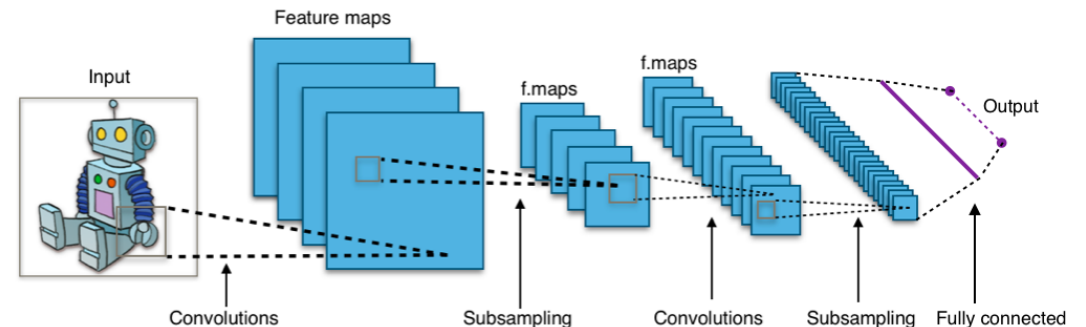 Feature maps
Input
f.maps
f.maps
Output
Convolutions
Subsampling
Convolutions
Subsampling
Fully connected